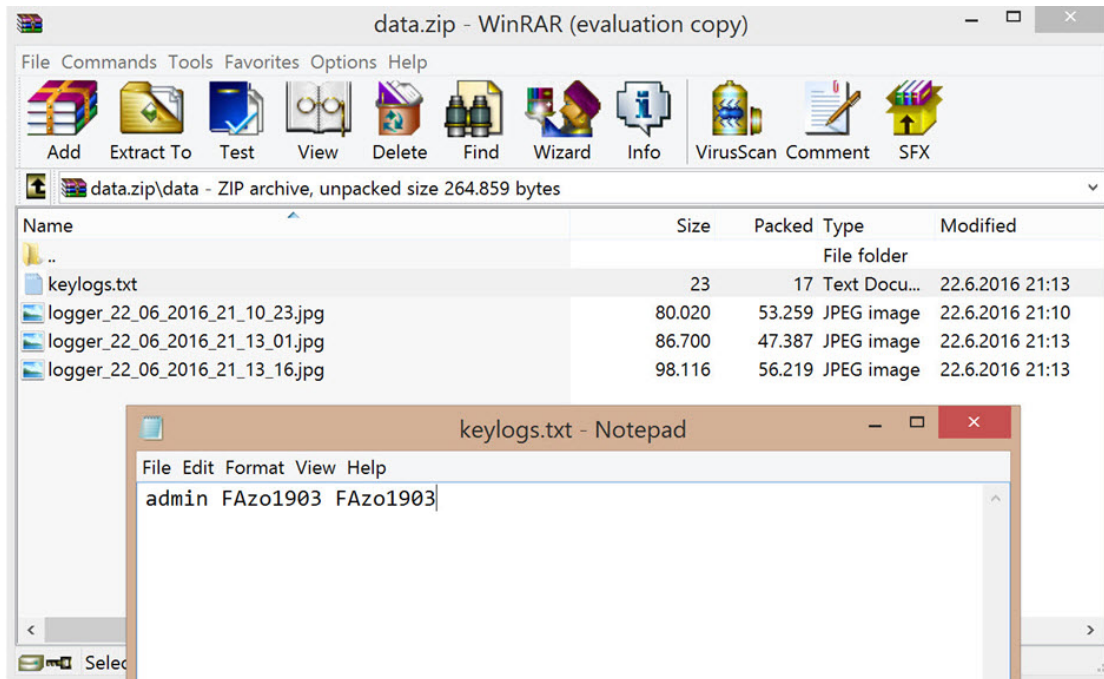 data.zip - WinRAR (evaluation copy)
File Commands Tools Favorites Options Help
Add Extract To Test View Delete Find Wizard Info VirusScan Comment SFX
data.zip\data - ZIP archive, unpacked size 264.859 bytes
Name Size Packed Type Modified
.. File folder
keylogs.txt 23 17 Text Docu... 22.6.2016 21:13
logger_22_06_2016_21_10_23.jpg 80.020 53.259 JPEG image 22.6.2016 21:10
logger_22_06_2016_21_13_01.jpg 86.700 47.387 JPEG image 22.6.2016 21:13
logger_22_06_2016_21_13_16.jpg 98.116 56.219 JPEG image 22.6.2016 21:13
keylogs.txt - Notepad
File Edit Format View Help
admin FAzo1903 FAzo1903
Selec